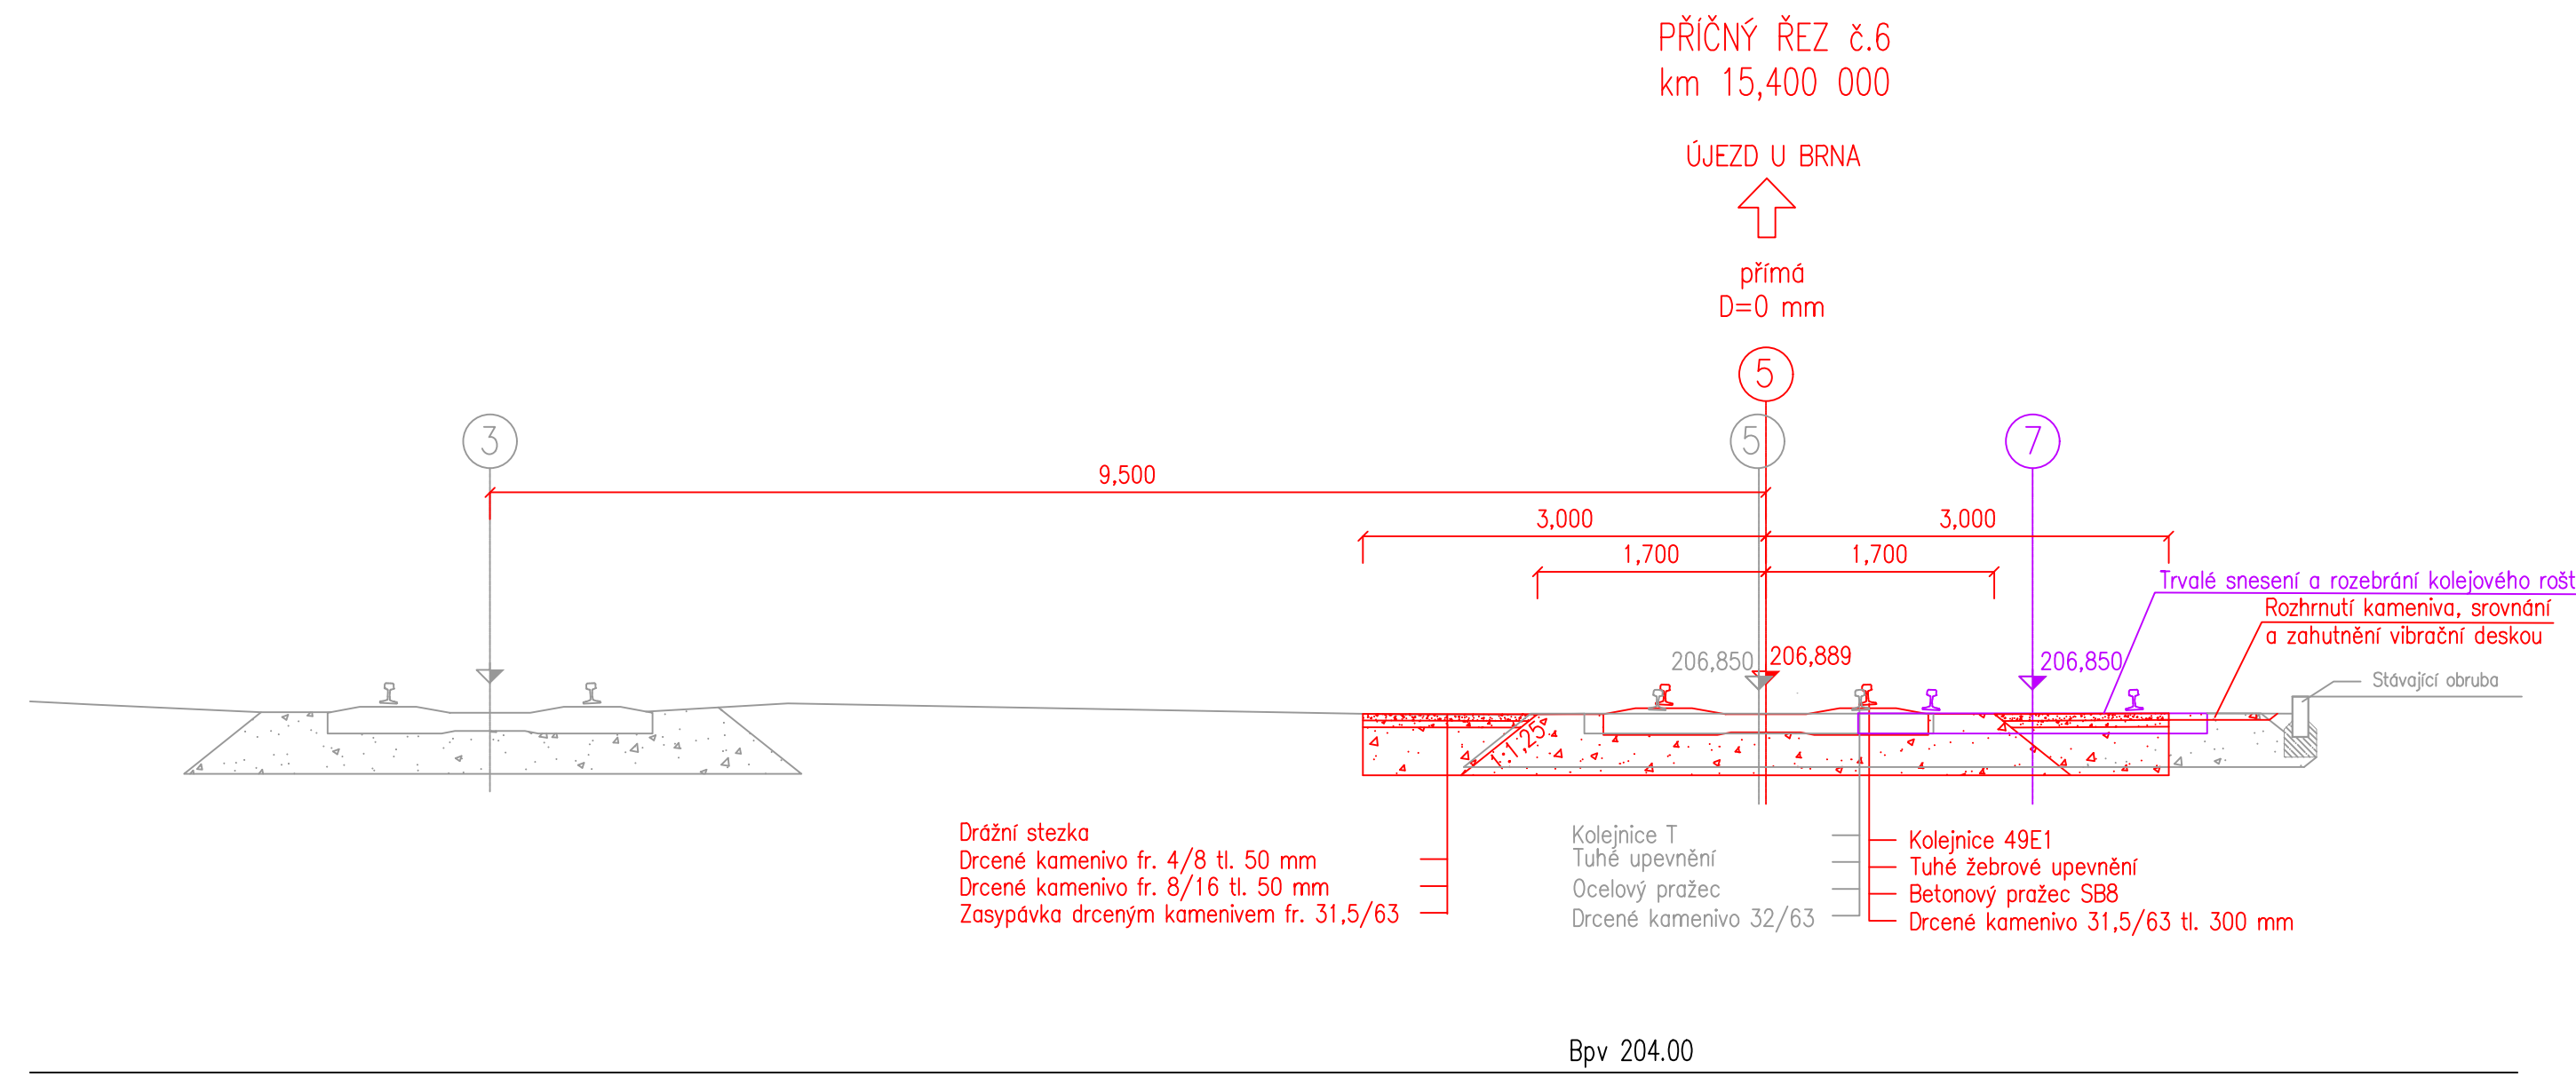 PŘÍČNÝ ŘEZ č.6
km 15,400 000
ÚJEZD U BRNA
přímá
D=0 mm
5
3
5
7
9,500
3,000
3,000
1,700
1,700
Trvalé snesení a rozebrání kolejového rošt
Rozhrnutí kameniva, srovnání
a zahutnění vibrační deskou
206,850
206,889
206,850
Stávající obruba
1:1,25
Drážní stezka
Drcené kamenivo fr. 4/8 tl. 50 mm
Drcené kamenivo fr. 8/16 tl. 50 mm
Zasypávka drceným kamenivem fr. 31,5/63
Kolejnice T
Tuhé upevnění
Ocelový pražec
Drcené kamenivo 32/63
Kolejnice 49E1
Tuhé žebrové upevnění
Betonový pražec SB8
Drcené kamenivo 31,5/63 tl. 300 mm
Bpv 204.00